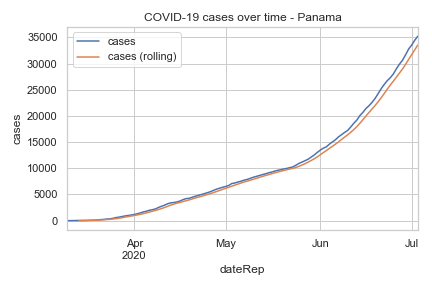 COVID-19 cases over time - Panama
cases
cases (rolling)
35000
30000
25000
20000
15000
10000
5000
0
cases
Apr
2020
May
Jun
Jul
dateRep